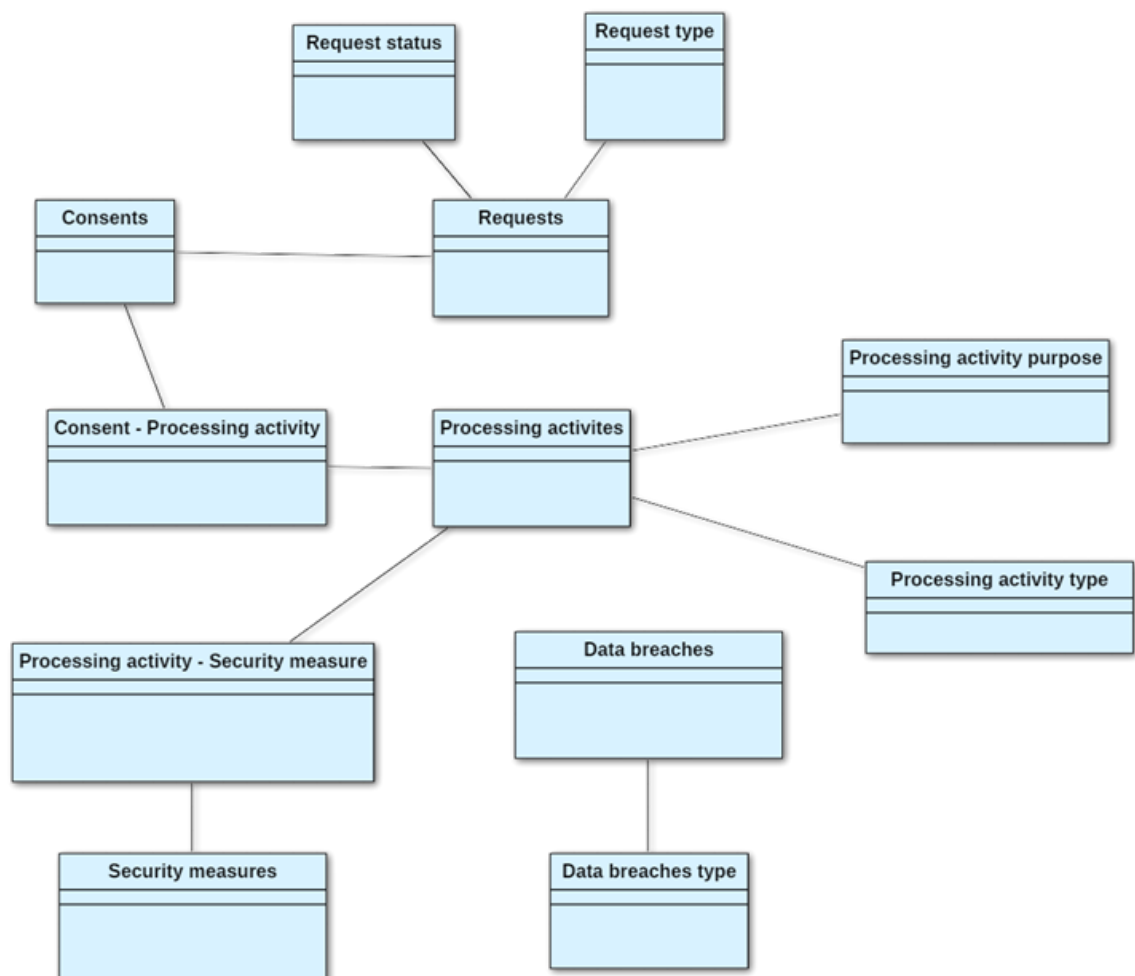 Request status
Request type
Consents
Requests
Processing activity purpose
Consent - Processing activity
Processing activites
Processing activity type
Processing activity - Security measure
Data breaches
Security measures
Data breaches type